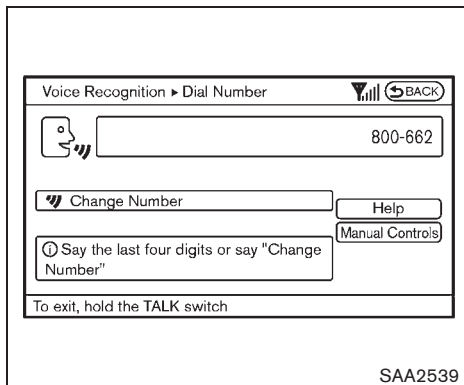 Voice Recognition ▸ Dial Number
BACK
800-662
Change Number
Help
Manual Controls
Say the last four digits or say "Change
Number"
To exit, hold the TALK switch
SAA2539